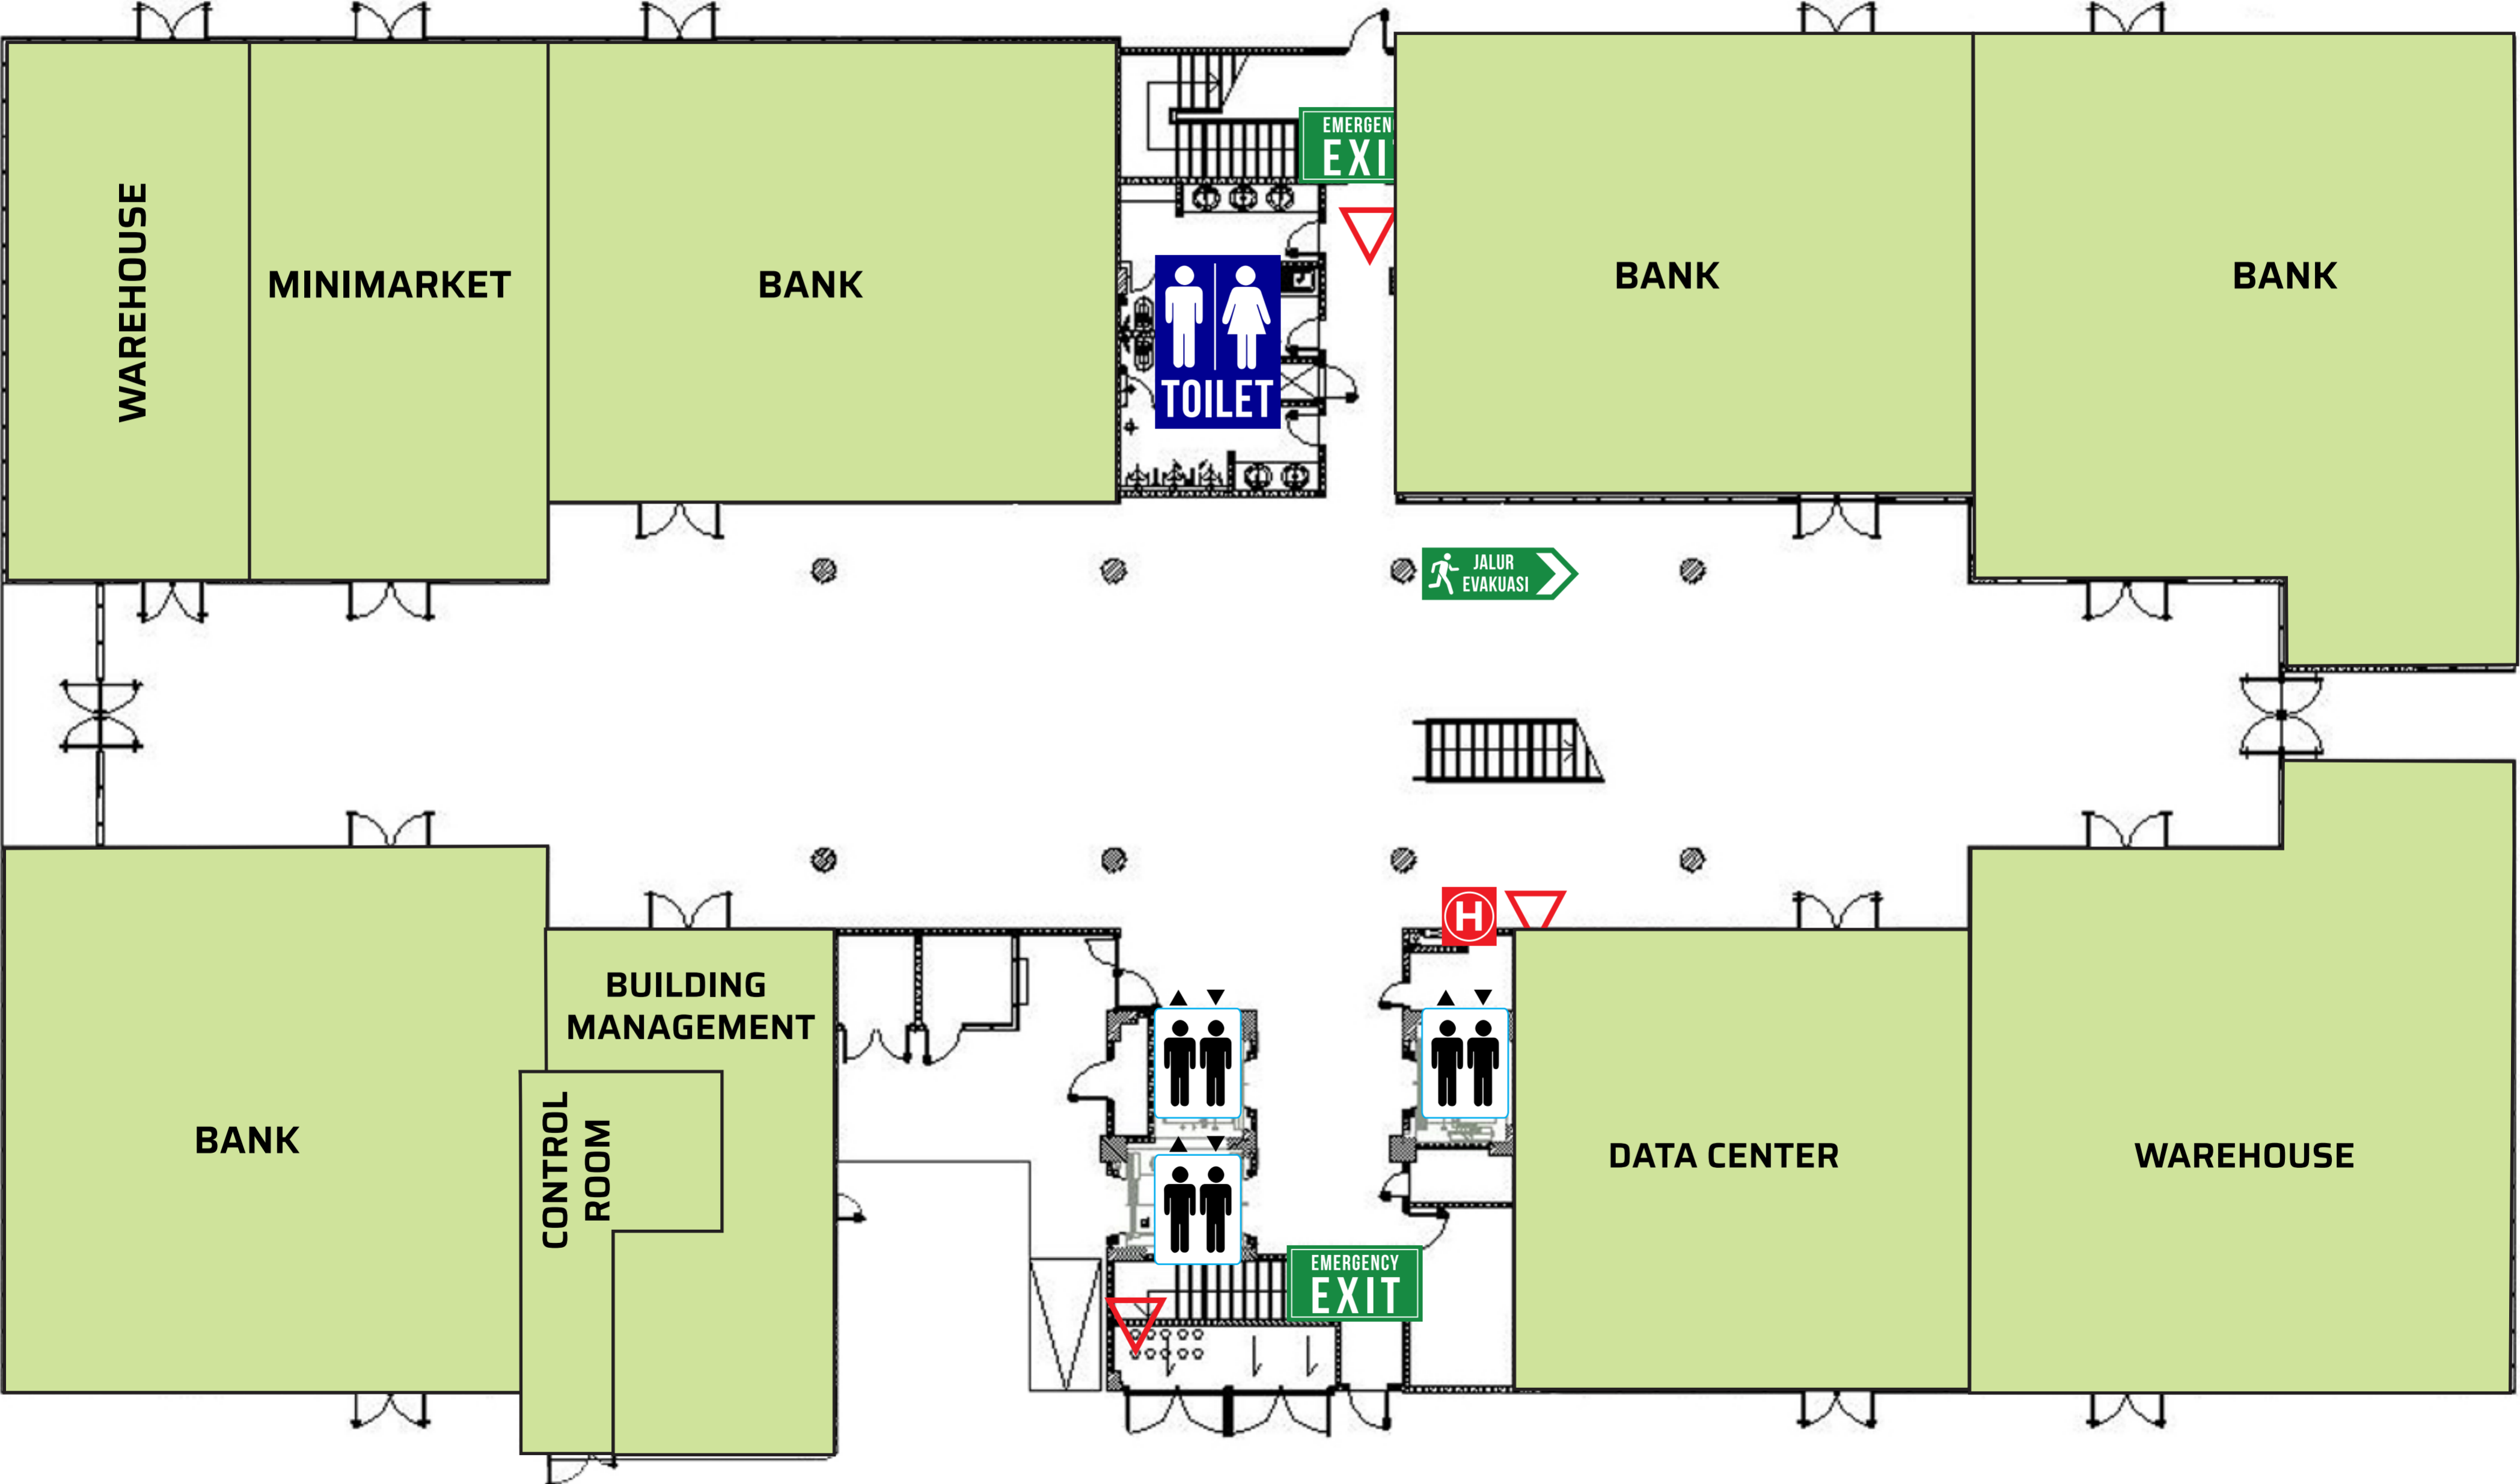 WAREHOUSE
MINIMARKET
BANK
EMERGEN
EXI
TOILET
BANK
BANK
JALUR
EVAKUASI
H
BUILDING
MANAGEMENT
CONTROL
ROOM
BANK
EMERGENCY
EXIT
DATA CENTER
WAREHOUSE